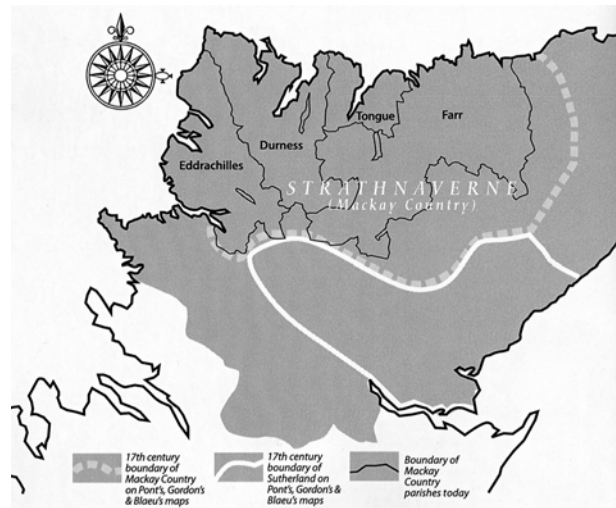 Tongue
Farr
Durness
Eddrachilles
STRATHNAVERNE
(Mackay Country)
17th century
boundary of
Mackay Country
on Pont's, Gordon's
& Blaeu's maps
17th century
boundary
of Sutherland on
Pont's, Gordon's &
Blaeu's maps
Boundary of
Mackay
Country
parishes today